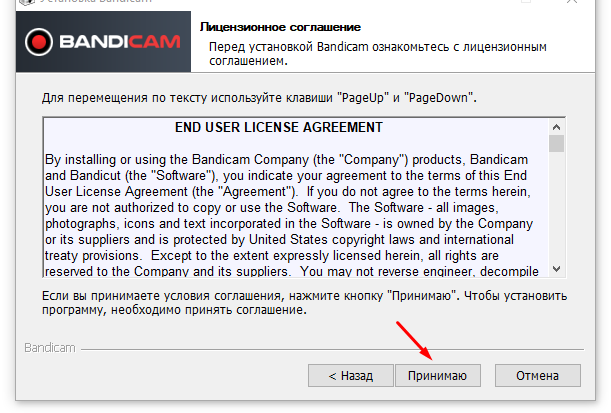 Установка Bandicam
BANDICAM
Лицензионное соглашение
Перед установкой Bandicam ознакомьтесь с лицензионным
соглашением.
Для перемещения по тексту используйте клавиши "PageUp" и "PageDown".
END USER LICENSE AGREEMENT
By installing or using the Bandicam Company (the "Company") products, Bandicam
and Bandicut (the "Software"), you indicate your agreement to the terms of this End
User License Agreement (the "Agreement"). If you do not agree to the terms herein,
you are not authorized to copy or use the Software. The Software - all images,
photographs, icons and text incorporated in the Software - is owned by the Company
or its suppliers and is protected by United States copyright laws and international
treaty provisions. Except to the extent expressly licensed herein, all rights are
reserved to the Company and its suppliers. You may not reverse engineer, decompile
Если вы принимаете условия соглашения, нажмите кнопку "Принимаю". Чтобы установить
программу, необходимо принять соглашение.
Bandicam
< Назад
Принимаю
Отмена